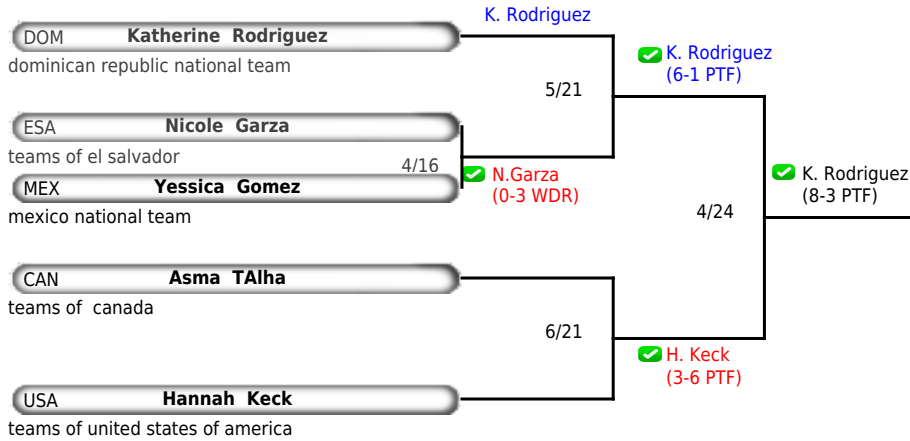 K. Rodriguez
DOM Katherine Rodriguez
dominican republic national team
K. Rodriguez
(6-1 PTF)
5/21
ESA Nicole Garza
teams of el salvador
4/16
N.Garza
(0-3 WDR)
MEX Yessica Gomez
mexico national team
K. Rodriguez
(8-3 PTF)
4/24
CAN Asma TAlha
teams of canada
6/21
H. Keck
(3-6 PTF)
USA Hannah Keck
teams of united states of america